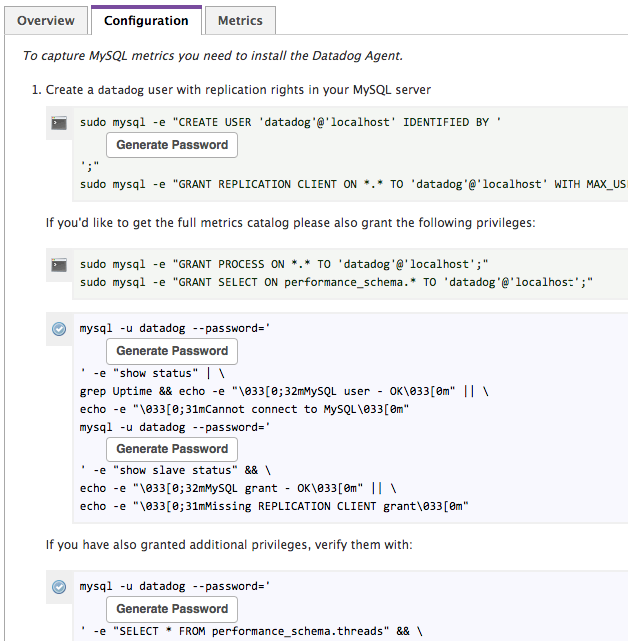 Overview Configuration Metrics
To capture MySQL metrics you need to install the Datadog Agent.
1. Create a datadog user with replication rights in your MySQL server
sudo mysql -e "CREATE USER 'datadog'@'localhost' IDENTIFIED BY '
Generate Password
';"
sudo mysql -e "GRANT REPLICATION CLIENT ON *.* TO 'datadog'@'localhost' WITH MAX_US
If you'd like to get the full metrics catalog please also grant the following privileges:
sudo mysql -e "GRANT PROCESS ON *.* TO 'datadog'@'localhost';"
sudo mysql -e "GRANT SELECT ON performance_schema.* TO 'datadog'@'localhost';"
mysql -u datadog --password='
Generate Password
' -e "show status" | \
grep Uptime && echo -e "\033[0;32mMySQL user - OK\033[0m" || \
echo -e "\033[0;31mCannot connect to MySQL\033[0m"
mysql -u datadog --password='
Generate Password
' -e "show slave status" && \
echo -e "\033[0;32mMySQL grant - OK\033[0m" || \
echo -e "\033[0;31mMissing REPLICATION CLIENT grant\033[0m"
If you have also granted additional privileges, verify them with:
mysql -u datadog --password='
Generate Password
' -e "SELECT * FROM performance_schema.threads" && \